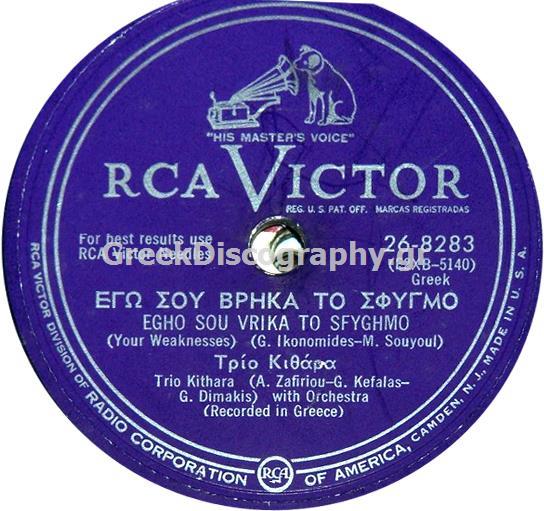 "HIS MASTER'S VOICE"
RCA VICTOR
REG. U. S. PAT. OFF. MARCAS REGISTRADAS
For best results use
RCA Victor Needles
26-8283
GreekDiscography.gr
Greek
ΕΓΩ ΣΟΥ ΒΡΗΚΑ ΤΟ ΣΦΥΓΜΟ
EGHO SOU VRIKA TO SFYGHMO
(Your Weaknesses) (G. Ikonomides-M. Souyoul)
Τρίο Κιθάρα
Trio Kithara (A. Zafiriou-G. Kefalas-
G. Dimakis) with Orchestra
(Recorded in Greece)
RCA VICTOR DIVISION OF RADIO CORPORATION OF AMERICA, CAMDEN, N. J., MADE IN U. S. A.
RCA